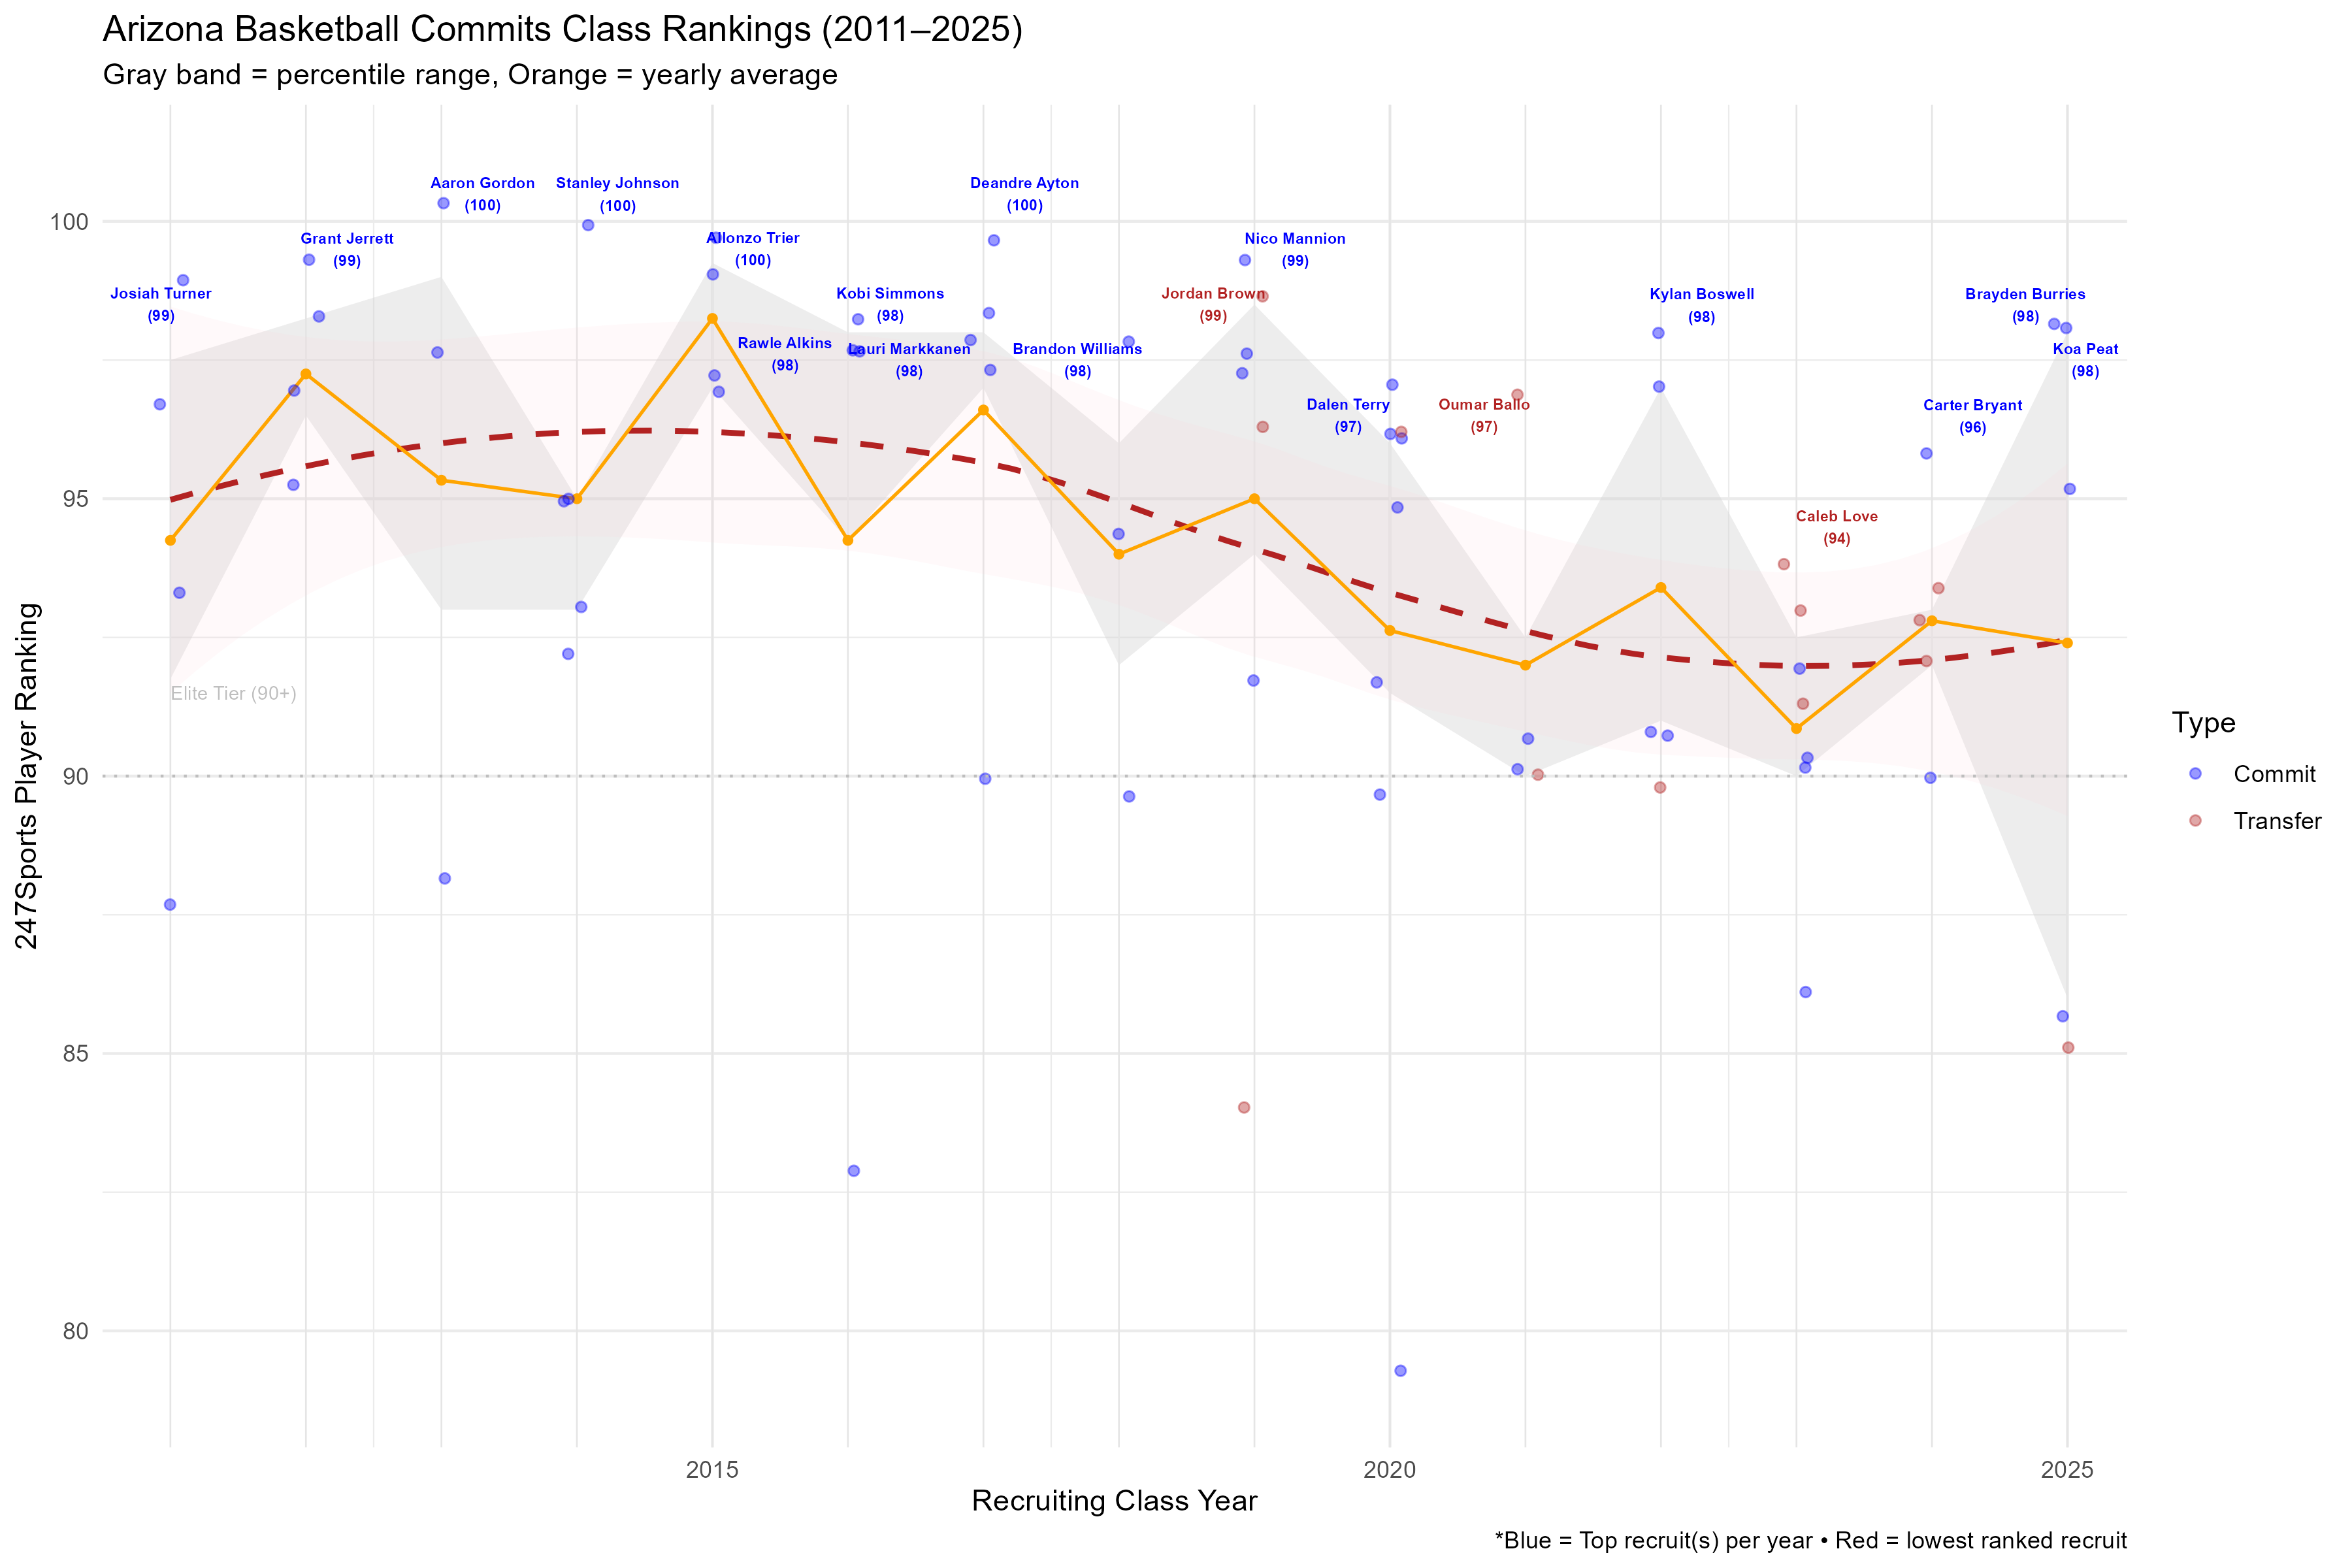 Arizona Basketball Commits Class Rankings (2011–2025)
Gray band = percentile range, Orange = yearly average
247Sports Player Ranking
100
95
90
85
80
Aaron Gordon
(100)
Stanley Johnson
(100)
Deandre Ayton
(100)
Grant Jerrett
(99)
Allonzo Trier
(100)
Nico Mannion
(99)
Josiah Turner
(99)
Kobi Simmons
(98)
Jordan Brown
(99)
Kylan Boswell
(98)
Brayden Burries
(98)
Rawle Alkins
(98)
Lauri Markkanen
(98)
Brandon Williams
(98)
Koa Peat
(98)
Dalen Terry
(97)
Oumar Ballo
(97)
Carter Bryant
(96)
Caleb Love
(94)
Elite Tier (90+)
Type
Commit
Transfer
2015
2020
2025
Recruiting Class Year
*Blue = Top recruit(s) per year • Red = lowest ranked recruit